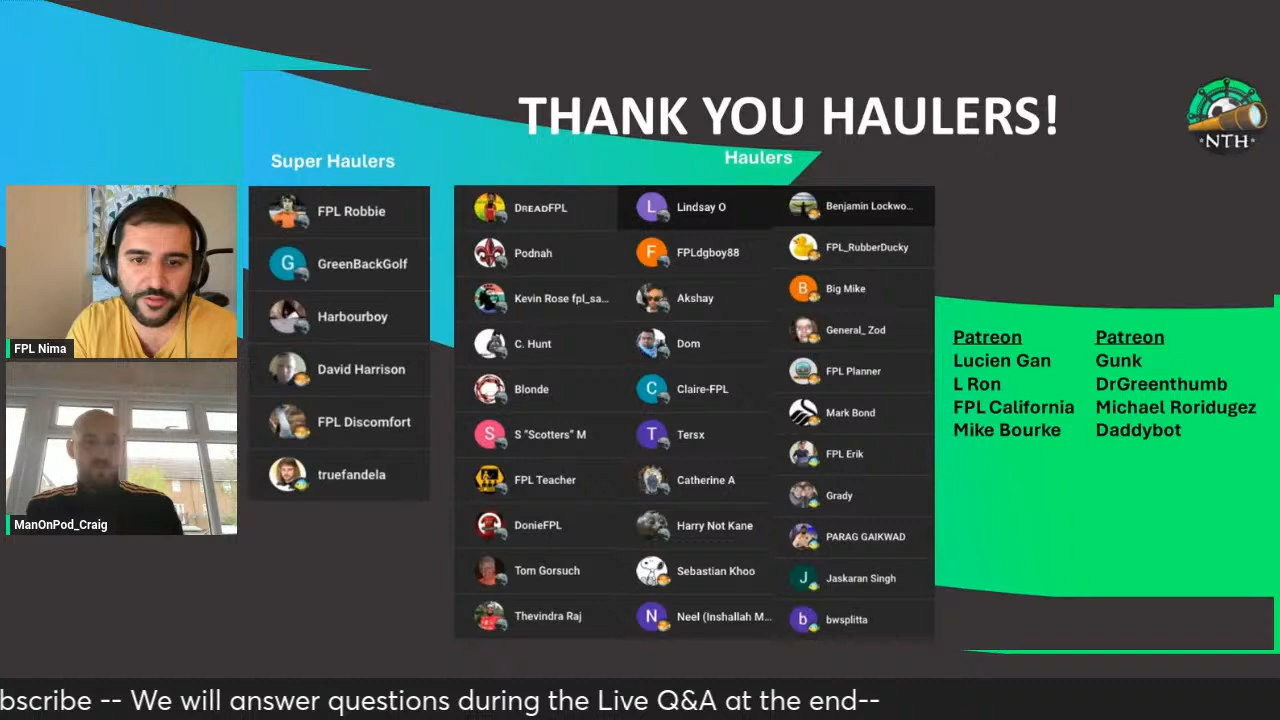 THANK YOU HAULERS!
NTH
Super Haulers
Haulers
FPL Nima
ManOnPod_Craig
FPL Robbie
G
GreenBackGolf
Harbourboy
David Harrison
FPL Discomfort
truefandela
DREADFPL
Podnah
Kevin Rose fpl_sa...
C. Hunt
Blonde
S
S "Scotters" M
FPL Teacher
DonieFPL
Tom Gorsuch
Thevindra Raj
L
Lindsay O
F
FPLdgboy88
Akshay
Dom
C
Claire-FPL
T
Tersx
Catherine A
Harry Not Kane
Sebastian Khoo
N
Neel (Inshallah M...
Benjamin Lockwo...
FPL_RubberDucky
B
Big Mike
General_ Zod
FPL Planner
Mark Bond
FPL Erik
Grady
PARAG GAIKWAD
J
Jaskaran Singh
b
bwsplitta
Patreon
Lucien Gan
L Ron
FPL California
Mike Bourke
Patreon
Gunk
DrGreenthumb
Michael Roridugez
Daddybot
bscribe -- We will answer questions during the Live Q&A at the end--